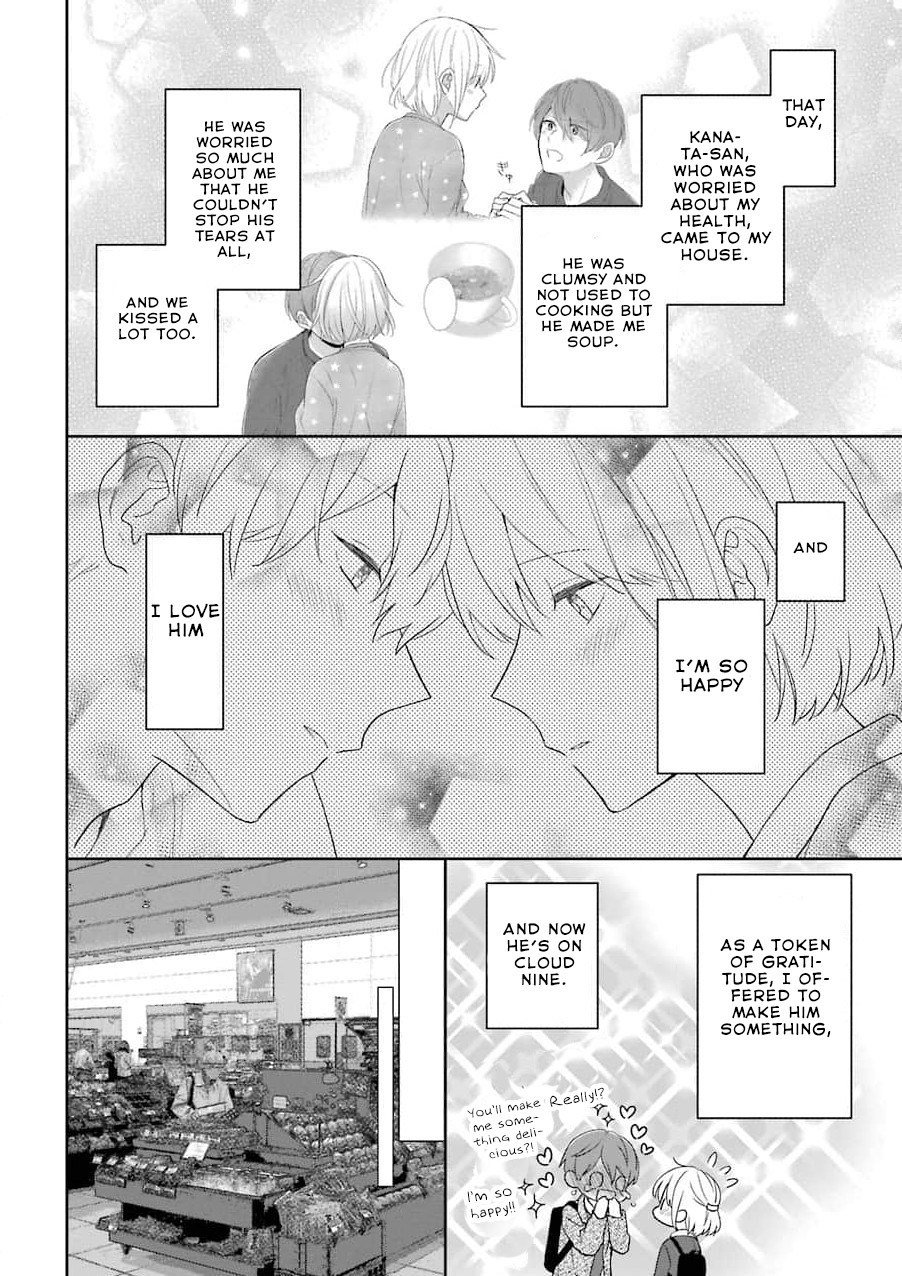 THAT
DAY,
KANA-
TA-SAN,
WHO WAS
WORRIED
ABOUT MY
HEALTH,
CAME TO MY
HOUSE.
HE WAS
CLUMSY AND
NOT USED TO
COOKING BUT
HE MADE ME
SOUP.
HE WAS
WORRIED
SO MUCH
ABOUT ME
THAT HE
COULDN'T
STOP HIS
TEARS AT
ALL,
AND WE
KISSED A
LOT TOO.
AND
I'M SO
HAPPY
I LOVE
HIM
AS A TOKEN
OF GRATI-
TUDE, I OF-
FERED TO
MAKE HIM
SOMETHING,
AND NOW
HE'S ON
CLOUD
NINE.
Really!?
You'll make
me some-
thing deli-
cious?!
I'm so
happy!!